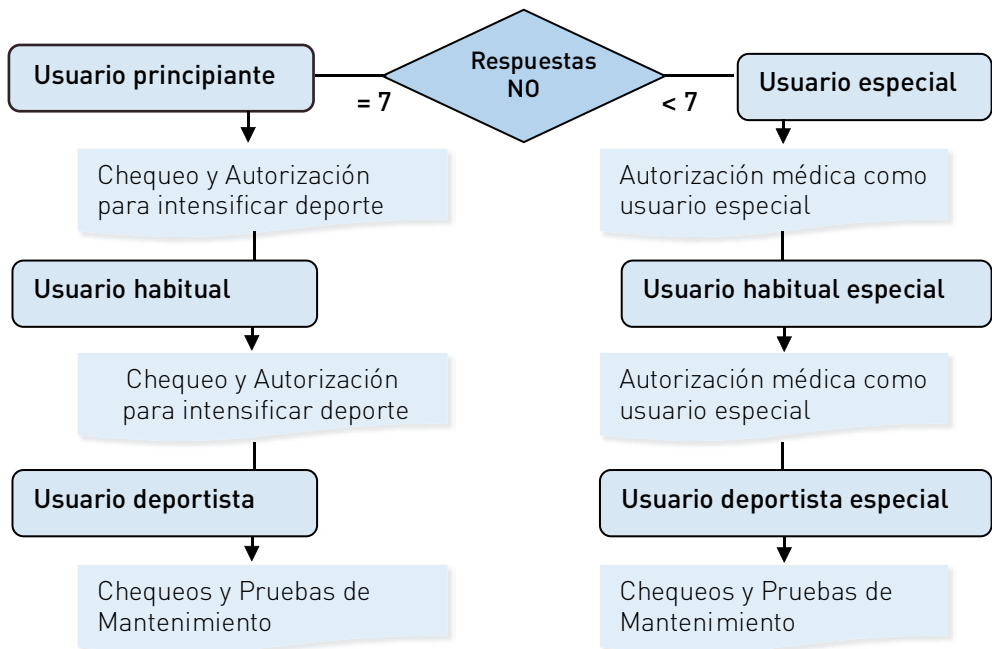 Respuestas
NO
Usuario principiante
= 7
< 7
Usuario especial
Chequeo y Autorización
para intensificar deporte
Autorización médica como
usuario especial
Usuario habitual
Usuario habitual especial
Chequeo y Autorización
para intensificar deporte
Autorización médica como
usuario especial
Usuario deportista
Usuario deportista especial
Chequeos y Pruebas de
Mantenimiento
Chequeos y Pruebas de
Mantenimiento